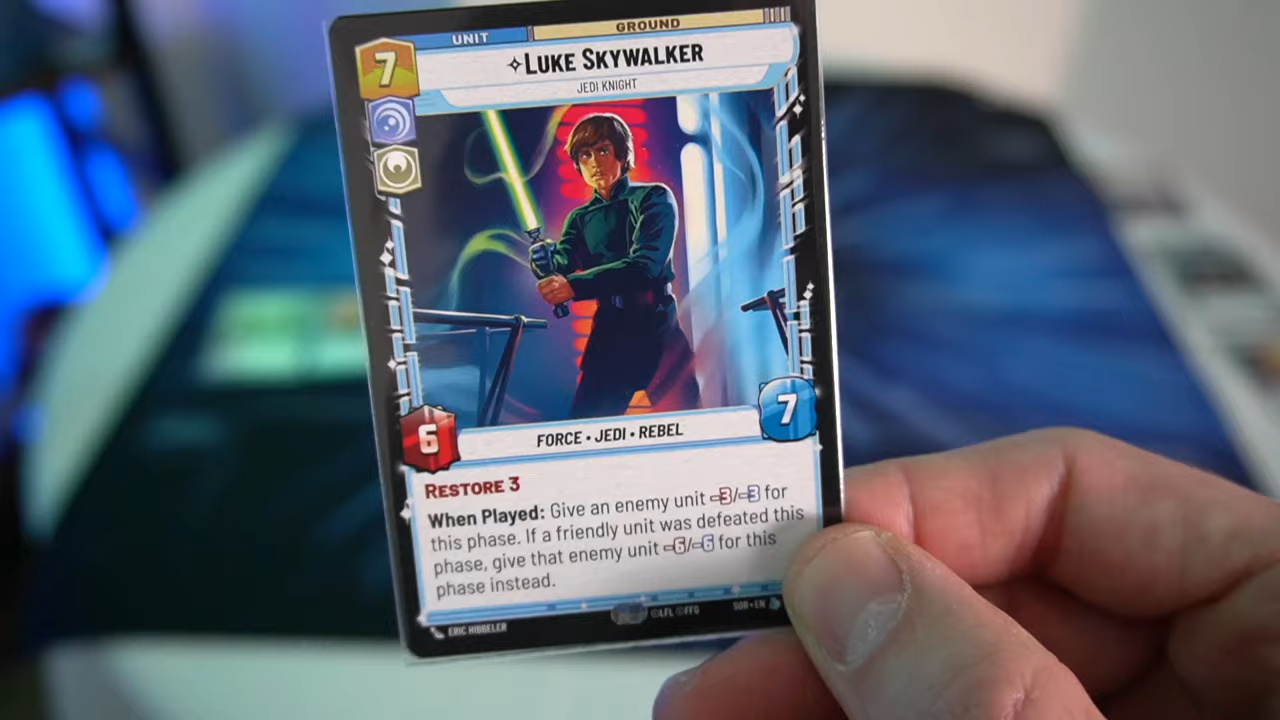 UNIT
GROUND
7
LUKE SKYWALKER
JEDI KNIGHT
6
7
FORCE • JEDI • REBEL
RESTORE 3
When Played: Give an enemy unit -3/-3 for
this phase. If a friendly unit was defeated this
phase, give that enemy unit -6/-6 for this
phase instead.
ERIC HIBBELER
©LFL ©FFG
SOR•EN